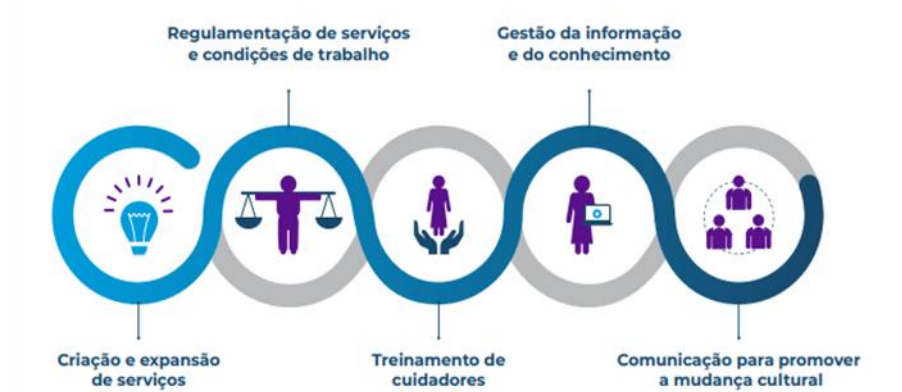 Regulamentação de serviços
e condições de trabalho
Gestão da informação
e do conhecimento
Criação e expansão
de serviços
Treinamento de
cuidadores
Comunicação para promover
a mudança cultural